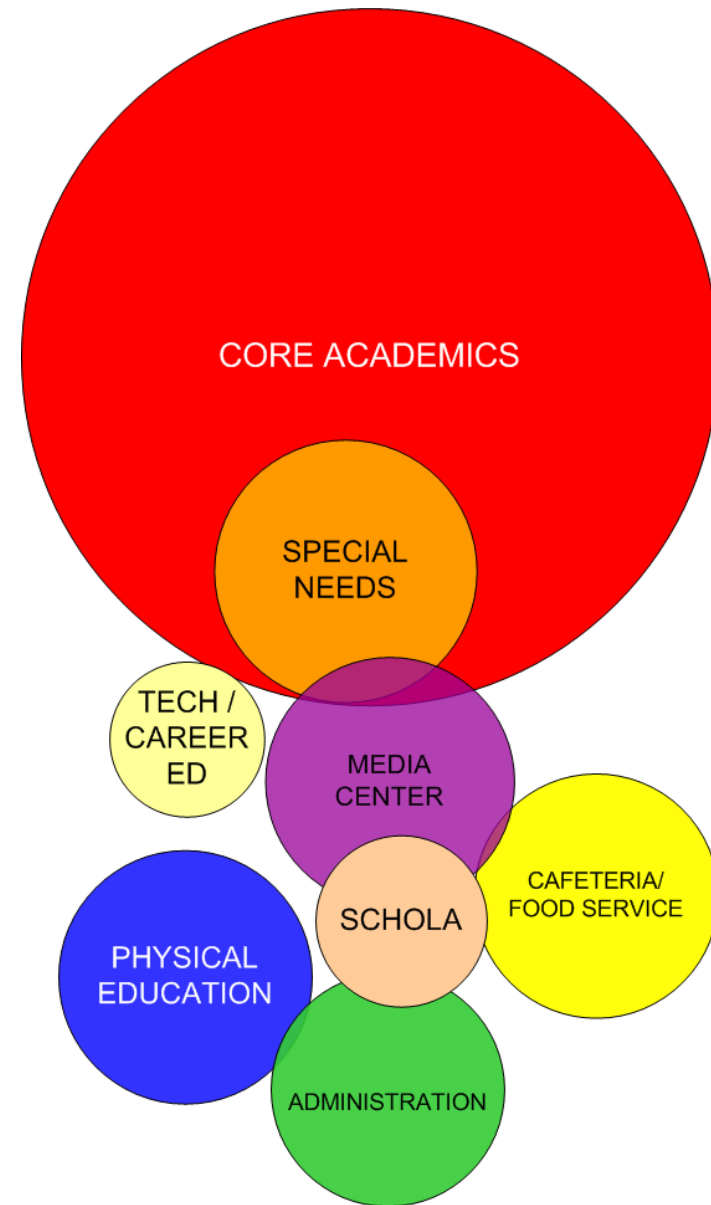 CORE ACADEMICS
SPECIAL
NEEDS
TECH /
CAREER
ED
MEDIA
CENTER
CAFETERIA/
FOOD SERVICE
SCHOLA
PHYSICAL
EDUCATION
ADMINISTRATION